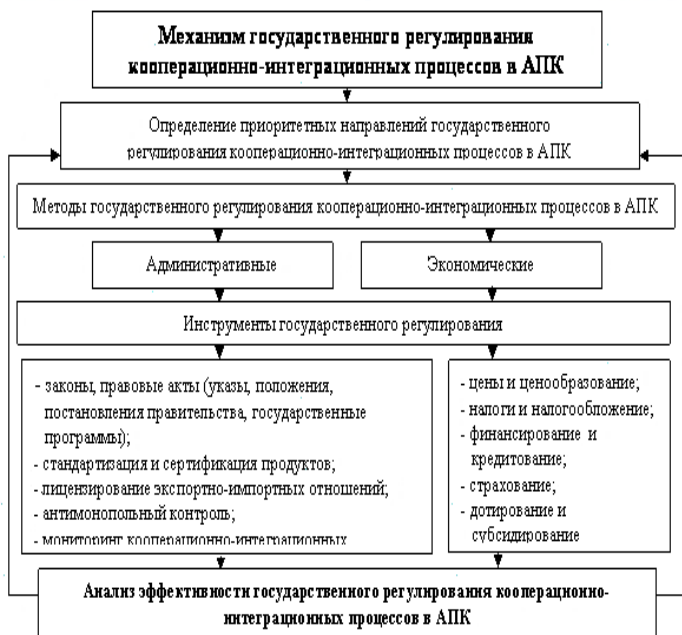 Механизм государственного регулирования
кооперационно-интеграционных процессов в АПК
Определение приоритетных направлений государственного
регулирования кооперационно-интеграционных процессов в АПК
Методы государственного регулирования кооперационно-интеграционных процессов в АПК
Административные
Экономические
Инструменты государственного регулирования
- законы, правовые акты (указы, положения,
постановления правительства, государственные
программы);
- стандартизация и сертификация продуктов;
- лицензирование экспортно-импортных отношений;
- антимонопольный контроль;
- мониторинг кооперационно-интеграционных
- цены и ценообразование;
- налоги и налогообложение;
- финансирование и
кредитование;
- страхование;
- дотирование и
субсидирование
Анализ эффективности государственного регулирования кооперационно-
интеграционных процессов в АПК